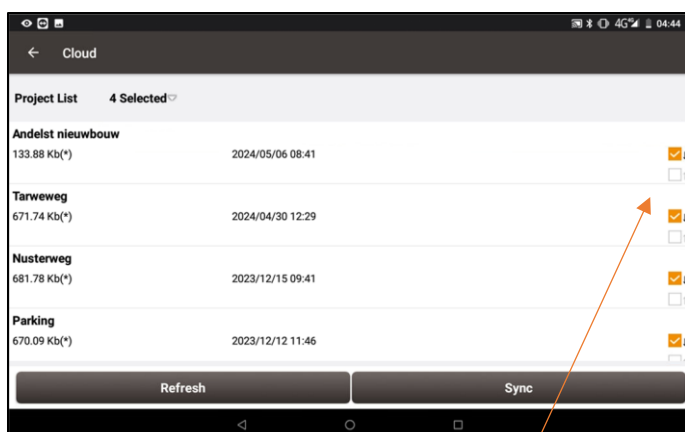 4G 04:44
Cloud
Project List 4 Selected
Andelst nieuwbouw
133.88 Kb(*) 2024/05/06 08:41
Tarweweg
671.74 Kb(*) 2024/04/30 12:29
Nusterweg
681.78 Kb(*) 2023/12/15 09:41
Parking
670.09 Kb(*) 2023/12/12 11:46
Refresh Sync